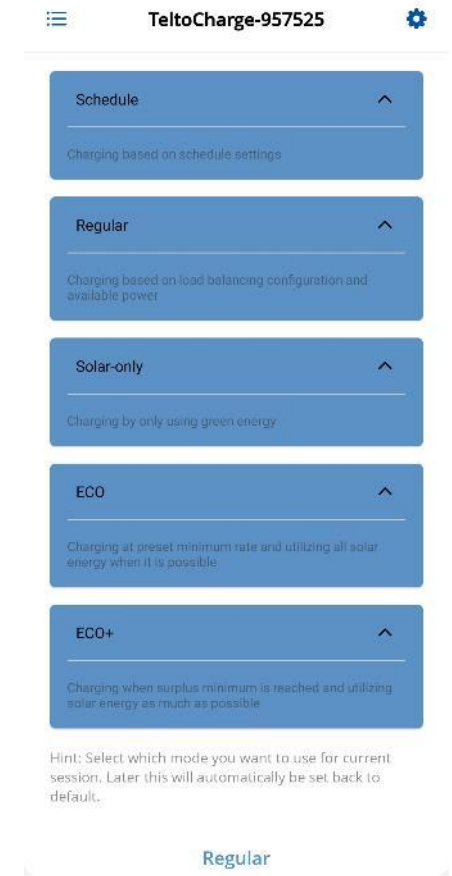 TeltoCharge-957525
Schedule
Charging based on schedule settings
Regular
Charging based on load balancing configuration and
available power
Solar-only
Charging by only using green energy
ECO
Charging at preset minimum rate and utilizing all solar
energy when it is possible
ECO+
Charging when surplus minimum is reached and utilizing
solar energy as much as possible
Hint: Select which mode you want to use for current
session. Later this will automatically be set back to
default.
Regular